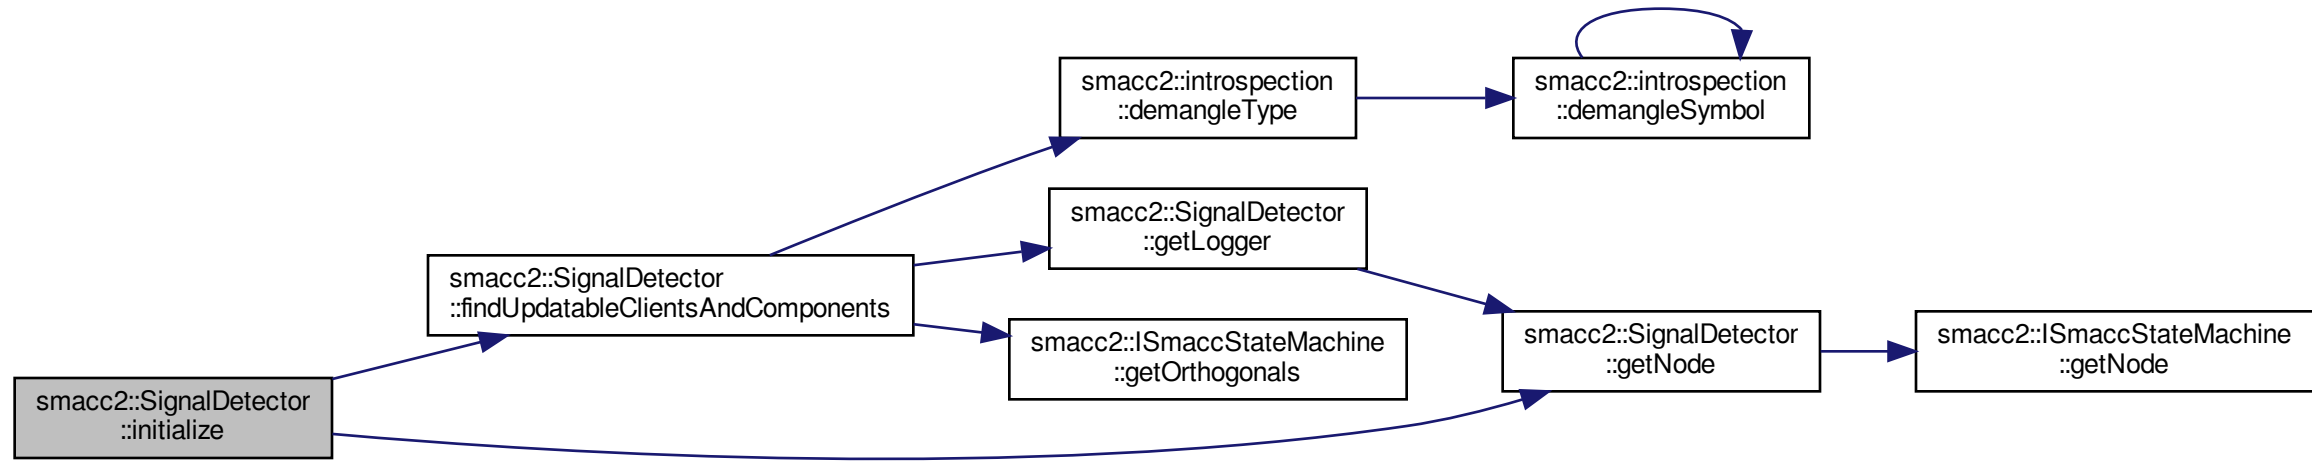 smacc2::SignalDetector
::initialize
smacc2::SignalDetector
::findUpdatableClientsAndComponents
smacc2::introspection
::demangleType
smacc2::introspection
::demangleSymbol
smacc2::SignalDetector
::getLogger
smacc2::ISmaccStateMachine
::getOrthogonals
smacc2::SignalDetector
::getNode
smacc2::ISmaccStateMachine
::getNode